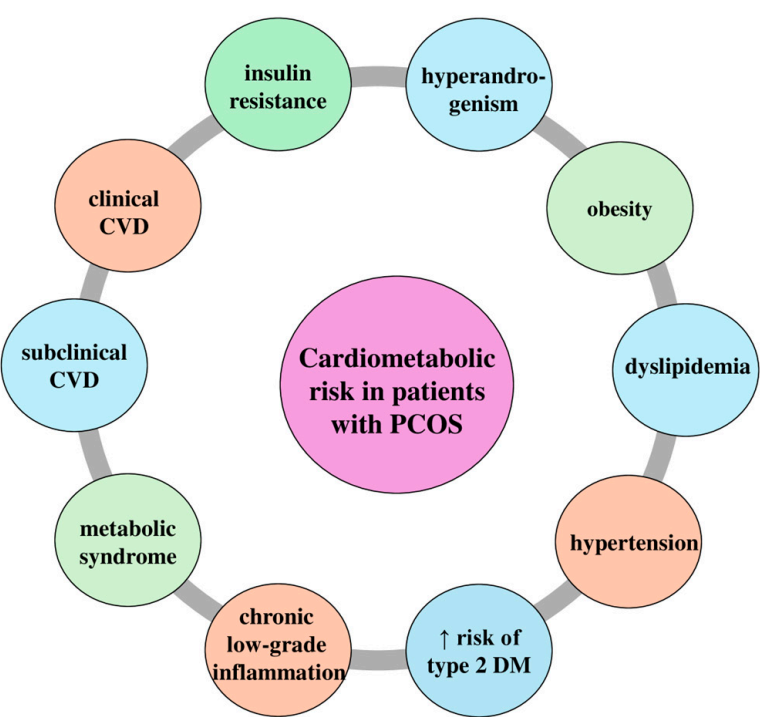 insulin
resistance
hyperandro-
genism
obesity
dyslipidemia
hypertension
↑ risk of
type 2 DM
chronic
low-grade
inflammation
metabolic
syndrome
subclinical
CVD
clinical
CVD
Cardiometabolic
risk in patients
with PCOS